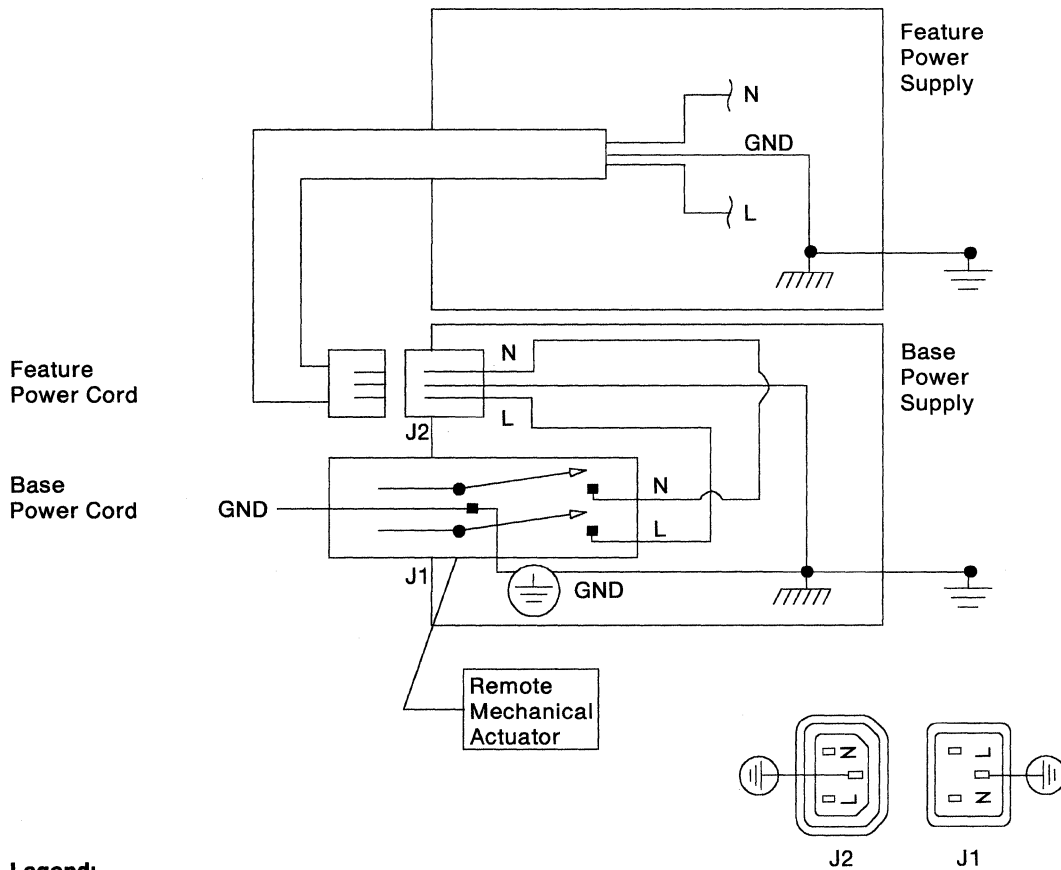 Feature
Power
Supply
N
GND
L
Feature
Power Cord
N
L
J2
Base
Power
Supply
Base
Power Cord
GND
N
L
J1
GND
Remote
Mechanical
Actuator
N
L
J2
L
N
J1
Legend: